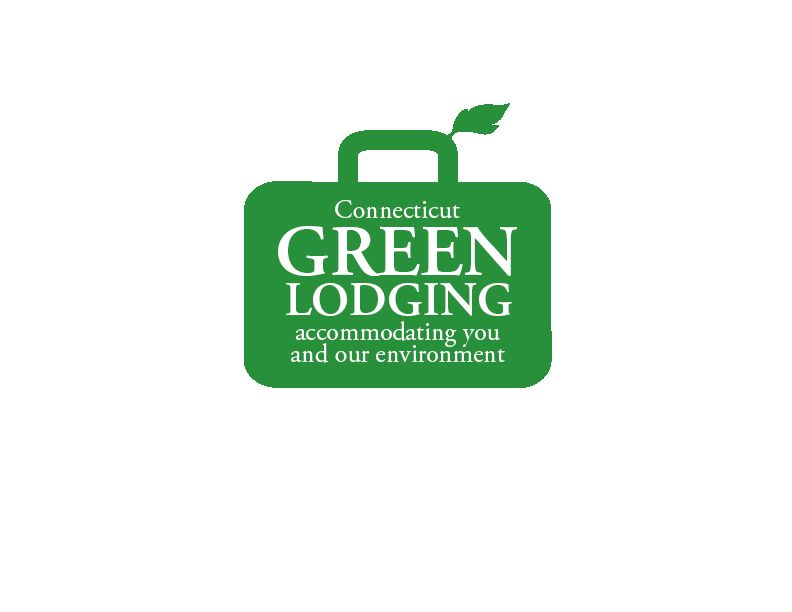 Connecticut
GREEN
LODGING
accommodating you
and our environment